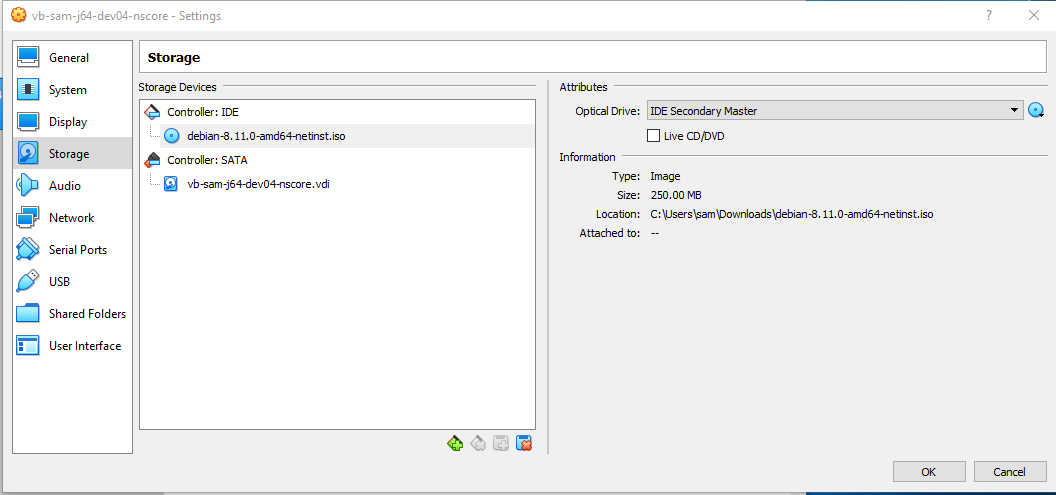 vb-sam-j64-dev04-nscore - Settings
?
General
System
Display
Storage
Audio
Network
Serial Ports
USB
Shared Folders
User Interface
Storage
Storage Devices
Controller: IDE
debian-8.11.0-amd64-netinst.iso
Controller: SATA
vb-sam-j64-dev04-nscore.vdi
Attributes
Optical Drive: IDE Secondary Master
Live CD/DVD
Information
Type: Image
Size: 250.00 MB
Location: C:\Users\sam\Downloads\debian-8.11.0-amd64-netinst.iso
Attached to: --
OK Cancel